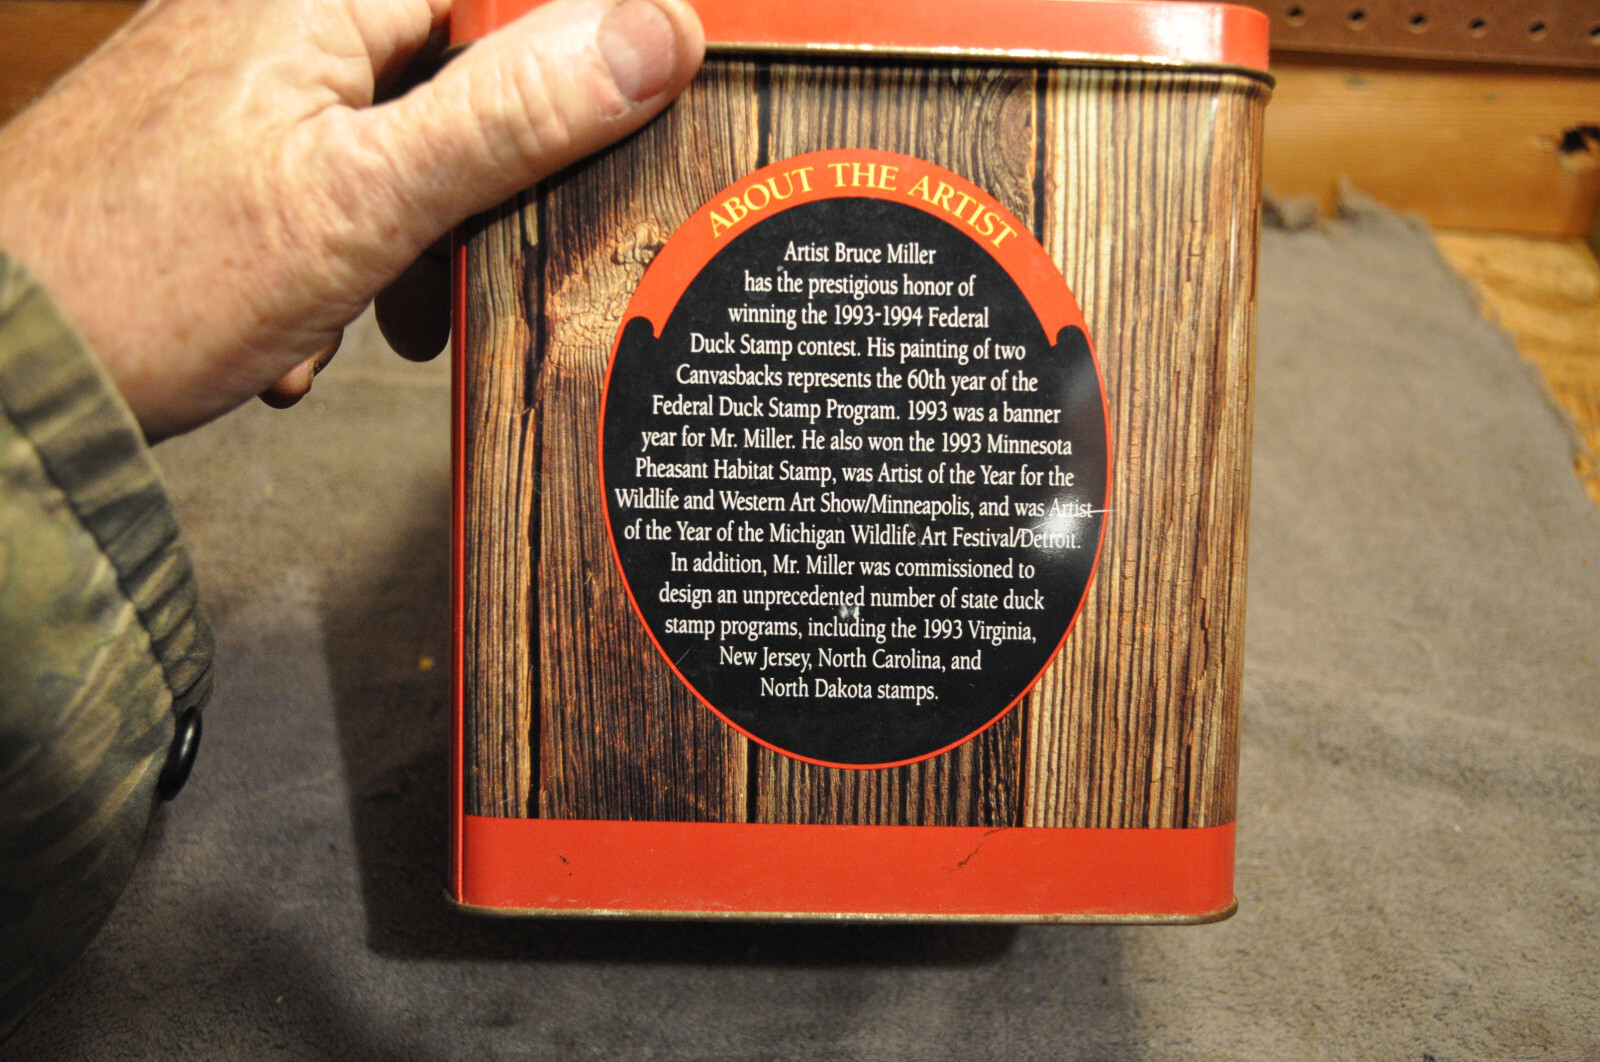 ABOUT THE ARTIST
Artist Bruce Miller
has the prestigious honor of
winning the 1993-1994 Federal
Duck Stamp contest. His painting of two
Canvasbacks represents the 60th year of the
Federal Duck Stamp Program. 1993 was a banner
year for Mr. Miller. He also won the 1993 Minnesota
Pheasant Habitat Stamp, was Artist of the Year for the
Wildlife and Western Art Show/Minneapolis, and was Artist
of the Year of the Michigan Wildlife Art Festival/Detroit.
In addition, Mr. Miller was commissioned to
design an unprecedented number of state duck
stamp programs, including the 1993 Virginia,
New Jersey, North Carolina, and
North Dakota stamps.